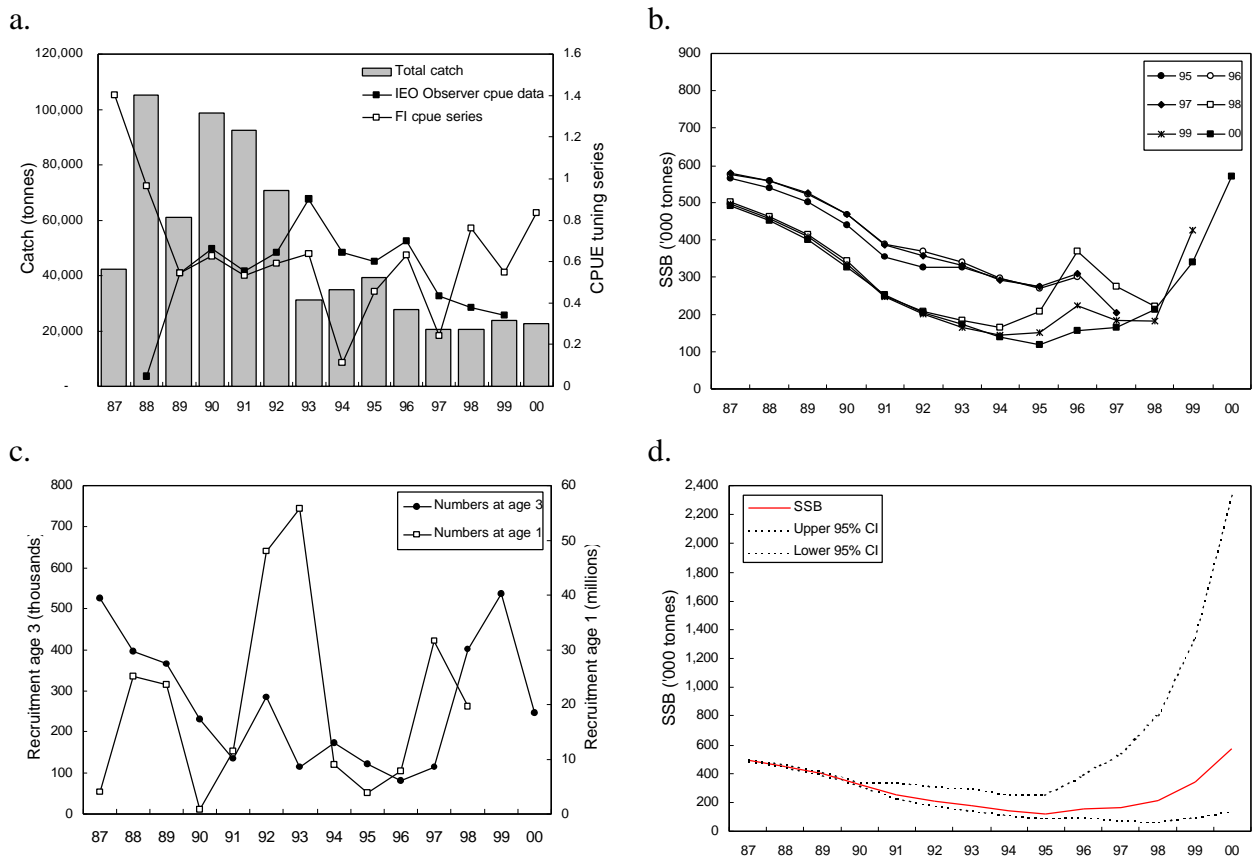 a.
120,000
100,000
80,000
60,000
40,000
20,000
-
Catch (tonnes)
1.6
1.4
1.2
1
0.8
0.6
0.4
0.2
0
CPUE tuning series
Total catch
IEO Observer cpue data
FI cpue series
87 88 89 90 91 92 93 94 95 96 97 98 99 00
b.
900
800
700
600
500
400
300
200
100
0
SSB ('000 tonnes)
95 96
97 98
99 00
87 88 89 90 91 92 93 94 95 96 97 98 99 00
c.
800
700
600
500
400
300
200
100
0
Recruitment age 3 (thousands)
60
50
40
30
20
10
0
Recruitment age 1 (millions)
Numbers at age 3
Numbers at age 1
87 88 89 90 91 92 93 94 95 96 97 98 99 00
d.
2,400
2,200
2,000
1,800
1,600
1,400
1,200
1,000
800
600
400
200
0
SSB ('000 tonnes)
SSB
Upper 95% CI
Lower 95% CI
87 88 89 90 91 92 93 94 95 96 97 98 99 00